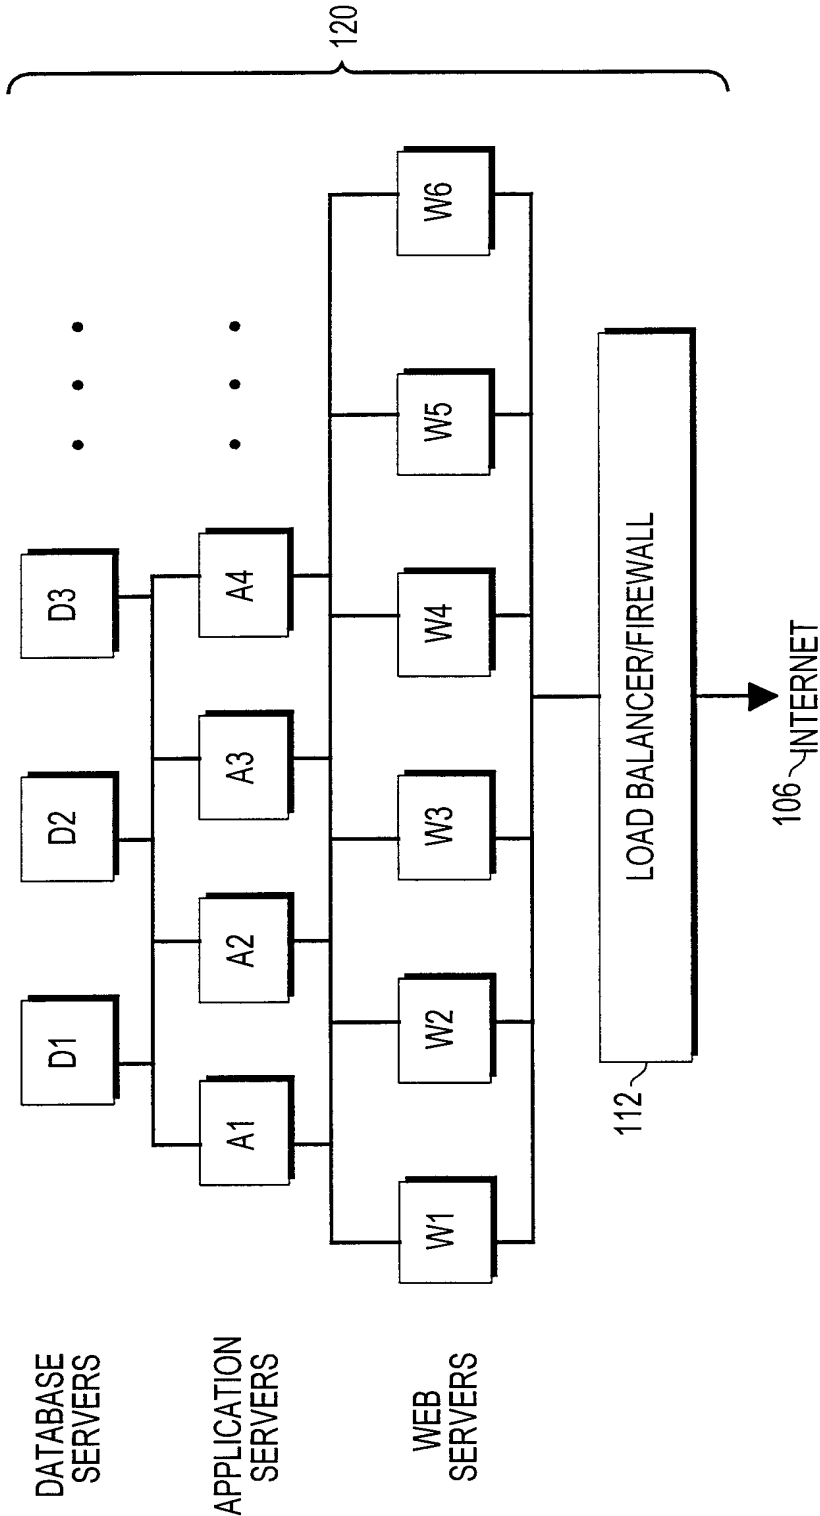 120
DATABASE
SERVERS
D1
D2
D3
APPLICATION
SERVERS
A1
A2
A3
A4
WEB
SERVERS
W1
W2
W3
W4
W5
W6
112
LOAD BALANCER/FIREWALL
106
INTERNET